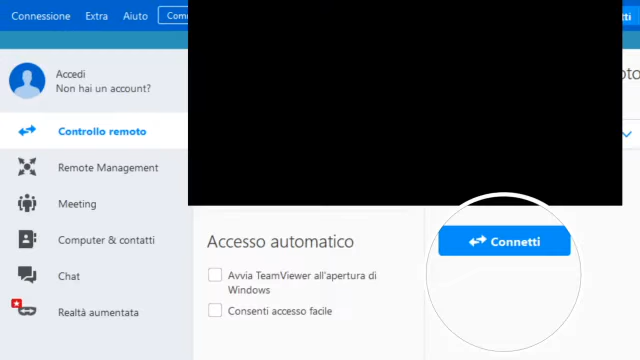 Connessione Extra Aiuto
Accedi
Non hai un account?
Controllo remoto
Remote Management
Meeting
Computer & contatti
Chat
Realtà aumentata
Accesso automatico
Avvia TeamViewer all'apertura di
Windows
Consenti accesso facile
Connetti